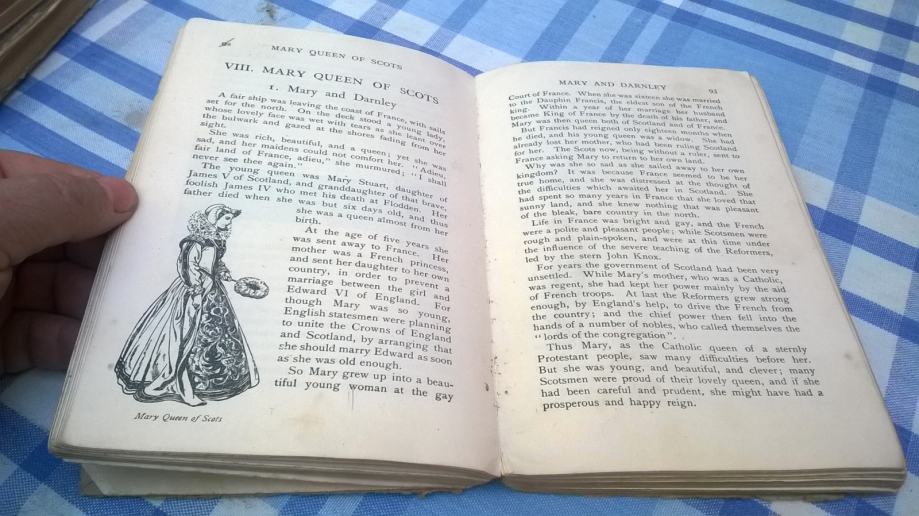 MARY QUEEN OF SCOTS
VIII. MARY QUEEN OF SCOTS
1. Mary and Darnley
A fair ship was leaving the coast of France, with sails
set for the north. On the deck stood a young lady,
whose lovely face was wet with tears as she leant over
the bulwark and gazed at the shores fading from her
sight.
She was rich, beautiful, and a queen; yet she was
sad, and her maidens could not comfort her. "Adieu,
fair land of France, adieu," she murmured; "I shall
never see thee again."
The young queen was Mary Stuart, daughter of
James V of Scotland, and granddaughter of that brave,
foolish James IV who met his death at Flodden. Her
father died when she was but six days old, and thus
she was a queen almost from her
birth.
At the age of five years she
was sent away to France. Her
mother was a French princess,
and sent her daughter to her own
country, in order to prevent a
marriage between the girl and
Edward VI of England. For
though Mary was so young,
English statesmen were planning
to unite the Crowns of England
and Scotland, by arranging that
she should marry Edward as soon
as she was old enough.
So Mary grew up into a beau-
tiful young woman at the gay
Mary Queen of Scots
MARY AND DARNLEY 93
Court of France. When she was sixteen she was married
to the Dauphin Francis, the eldest son of the French
king. Within a year of her marriage her husband
became King of France by the death of his father, and
Mary was then queen both of Scotland and of France.
But Francis had reigned only eighteen months when
he died, and his young queen was a widow. She had
already lost her mother, who had been ruling Scotland
for her. The Scots now, being without a ruler, sent to
France asking Mary to return to her own land.
Why was she so sad as she sailed away to her own
kingdom? It was because France seemed to be her
true home, and she was distressed at the thought of
the difficulties which awaited her in Scotland. She
had spent so many years in France that she loved that
sunny land, and she knew nothing that was pleasant
of the bleak, bare country in the north.
Life in France was bright and gay, and the French
were a polite and pleasant people; while Scotsmen were
rough and plain-spoken, and were at this time under
the influence of the severe teaching of the Reformers,
led by the stern John Knox.
For years the government of Scotland had been very
unsettled. While Mary's mother, who was a Catholic,
was regent, she had kept her power mainly by the aid
of French troops. At last the Reformers grew strong
enough, by England's help, to drive the French from
the country; and the chief power then fell into the
hands of a number of nobles, who called themselves the
"lords of the congregation".
Thus Mary, as the Catholic queen of a sternly
Protestant people, saw many difficulties before her.
But she was young, and beautiful, and clever; many
Scotsmen were proud of their lovely queen, and if she
had been careful and prudent, she might have had a
prosperous and happy reign.